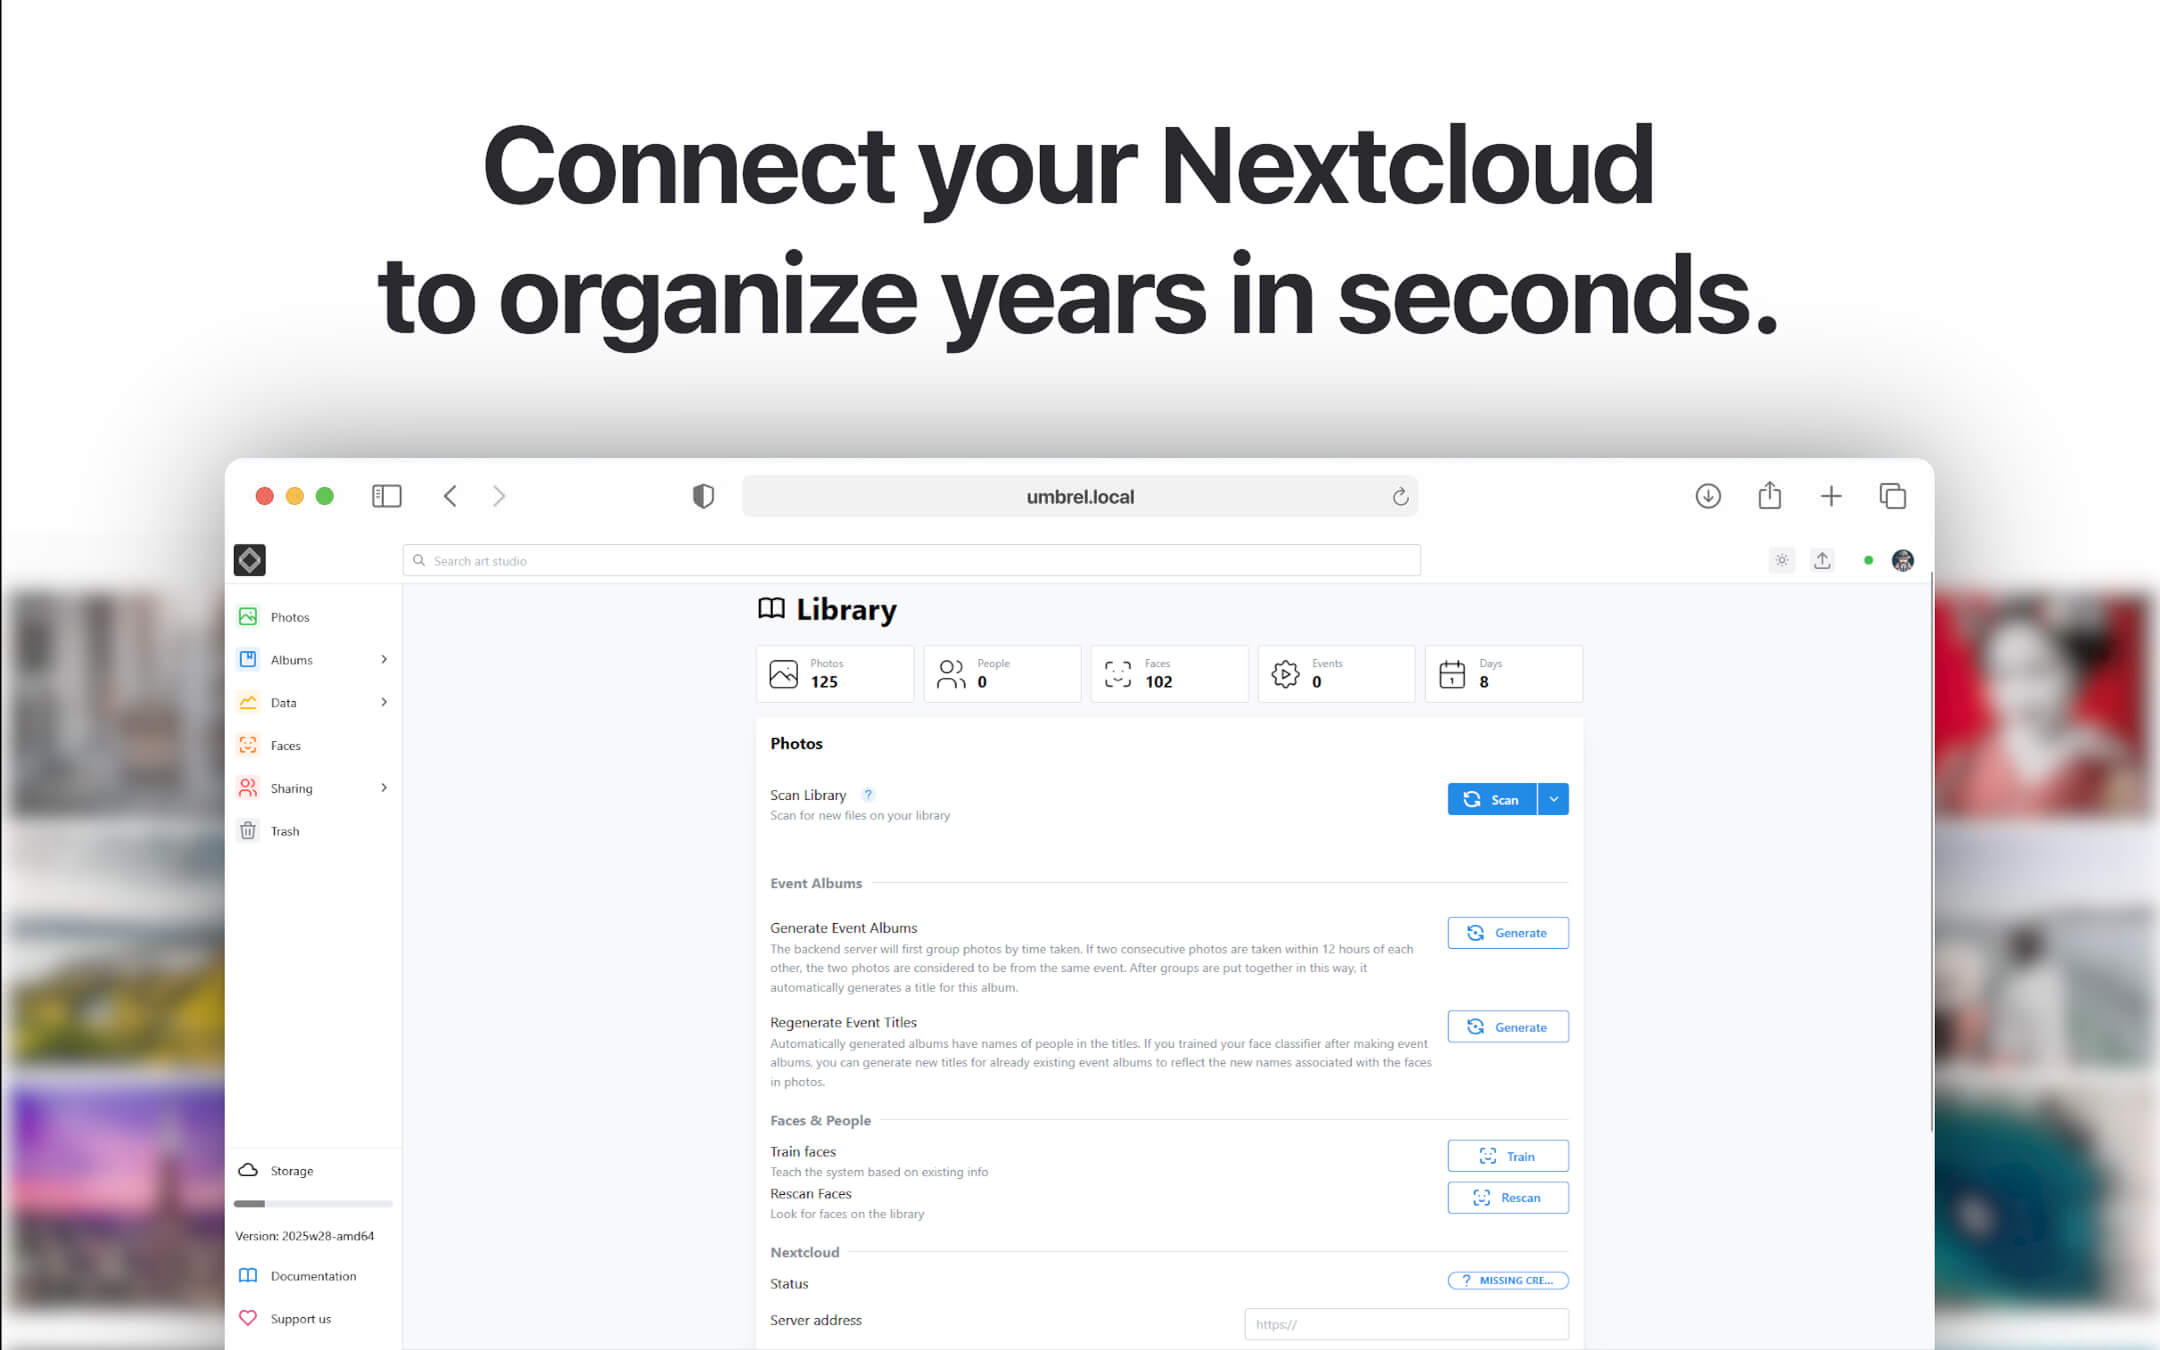 Connect your Nextcloud
to organize years in seconds.
umbrel.local
Search art studio
Photos
Albums
Data
Faces
Sharing
Trash
Storage
Version: 2025w28-amd64
Documentation
Support us
Library
Photos
125
People
0
Faces
102
Events
0
Days
8
1
Photos
Scan Library ?
Scan for new files on your library
Scan
Event Albums
Generate Event Albums
The backend server will first group photos by time taken. If two consecutive photos are taken within 12 hours of each
other, the two photos are considered to be from the same event. After groups are put together in this way, it
automatically generates a title for this album.
Generate
Regenerate Event Titles
Automatically generated albums have names of people in the titles. If you trained your face classifier after making event
albums, you can generate new titles for already existing event albums to reflect the new names associated with the faces
in photos.
Generate
Faces & People
Train faces
Teach the system based on existing info
Train
Rescan Faces
Look for faces on the library
Rescan
Nextcloud
Status
? MISSING CRE...
Server address
https://